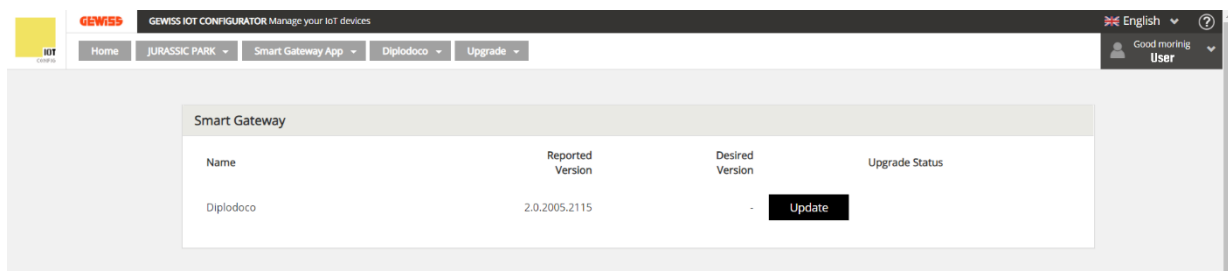 GEWISS GEWISS IOT CONFIGURATOR Manage your IoT devices English ?
IOT
CONFIG
Home JURASSIC PARK Smart Gateway App Diplodoco Upgrade
Good morinig
User
Smart Gateway
Name Reported Version Desired Version Upgrade Status
Diplodoco 2.0.2005.2115 - Update